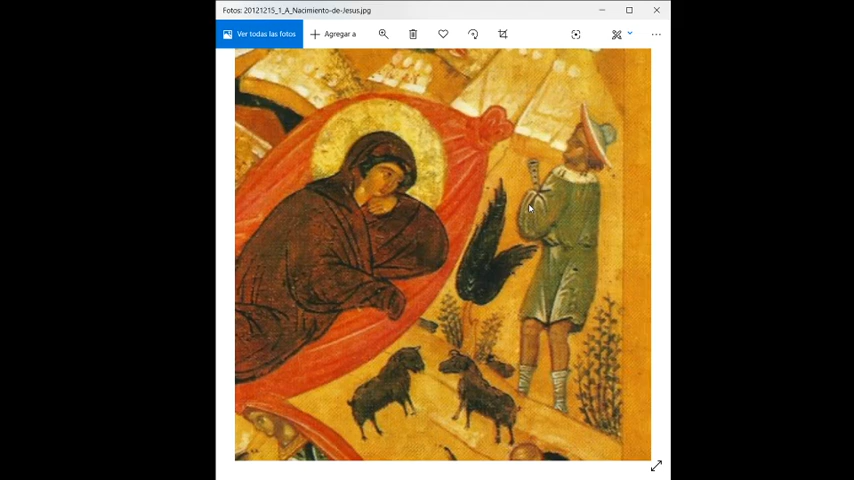 Fotos: 20121215_1_A_Nacimiento-de-Jesus.jpg
Ver todas las fotos
Agregar a